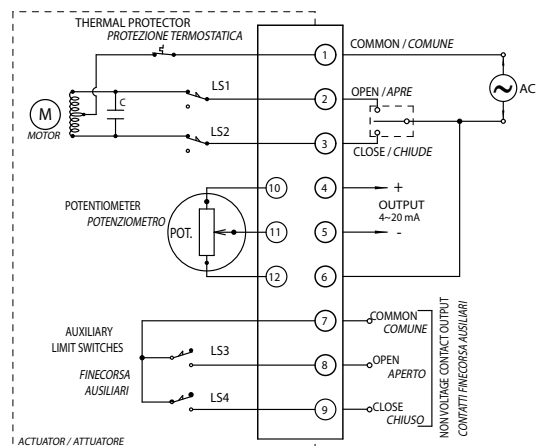 THERMAL PROTECTOR
PROTEZIONE TERMOSTATICA
1
COMMON / COMUNE
LS1
2
OPEN / APRE
AC
C
M
MOTOR
LS2
3
CLOSE / CHIUDE
10
4
+
POTENTIOMETER
POTENZIOMETRO
OUTPUT
4~20 mA
POT.
11
5
-
12
6
7
COMMON
COMUNE
AUXILIARY
LIMIT SWITCHES
LS3
8
OPEN
APERTO
FINECORSA
AUSILIARI
LS4
9
CLOSE
CHIUSO
NON VOLTAGE CONTACT OUTPUT
CONTATTI FINECORSA AUSILIARI
ACTUATOR / ATTUATORE